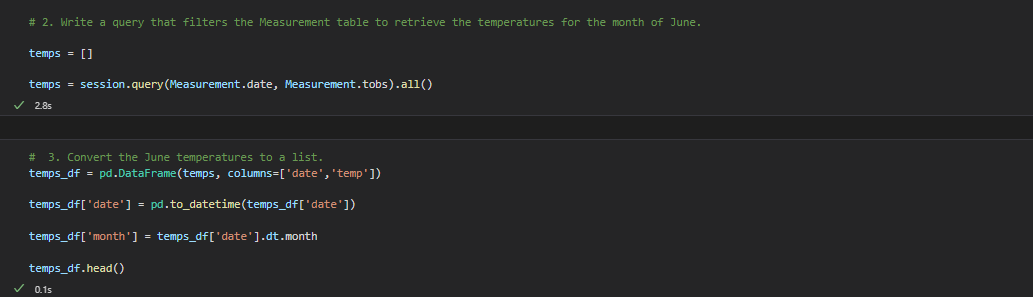 # 2. Write a query that filters the Measurement table to retrieve the temperatures for the month of June.
temps = []
temps = session.query(Measurement.date, Measurement.tobs).all()
✓ 2.8s
#  3. Convert the June temperatures to a list.
temps_df = pd.DataFrame(temps, columns=['date','temp'])
temps_df['date'] = pd.to_datetime(temps_df['date'])
temps_df['month'] = temps_df['date'].dt.month
temps_df.head()
✓ 0.1s